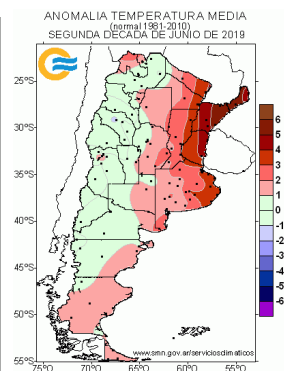 ANOMALIA TEMPERATURA MEDIA
(normal 1981-2010)
SEGUNDA DECADA DE JUNIO DE 2019
25°S
30°S
35°S
40°S
45°S
50°S
55°S
75°O
70°O
65°O
60°O
55°O
6
5
4
3
2
1
0
-1
-2
-3
-4
-5
-6
www.smn.gov.ar/serviciosclimaticos